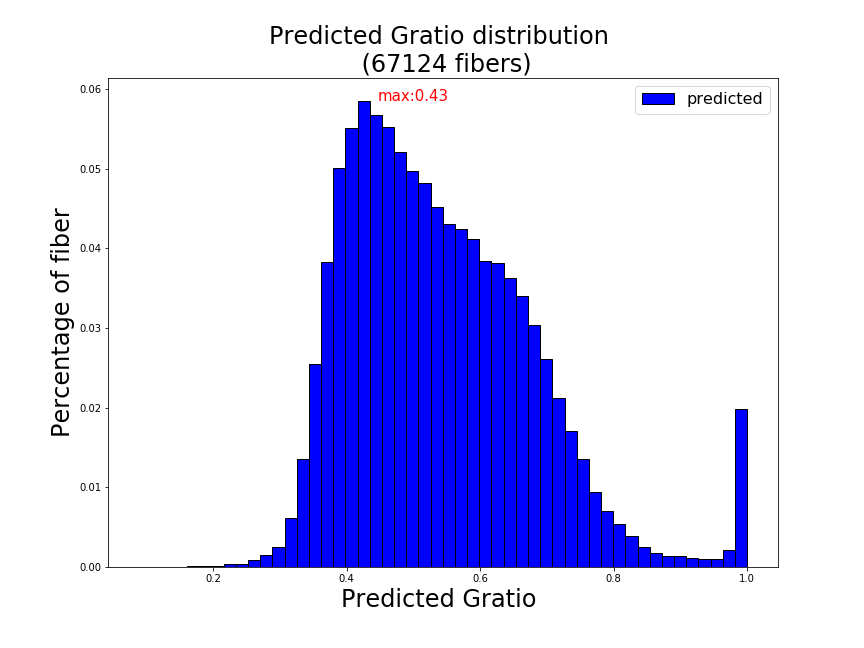 Predicted Gratio distribution
(67124 fibers)
max:0.43
predicted
Percentage of fiber
0.06
0.05
0.04
0.03
0.02
0.01
0.00
0.2 0.4 0.6 0.8 1.0
Predicted Gratio